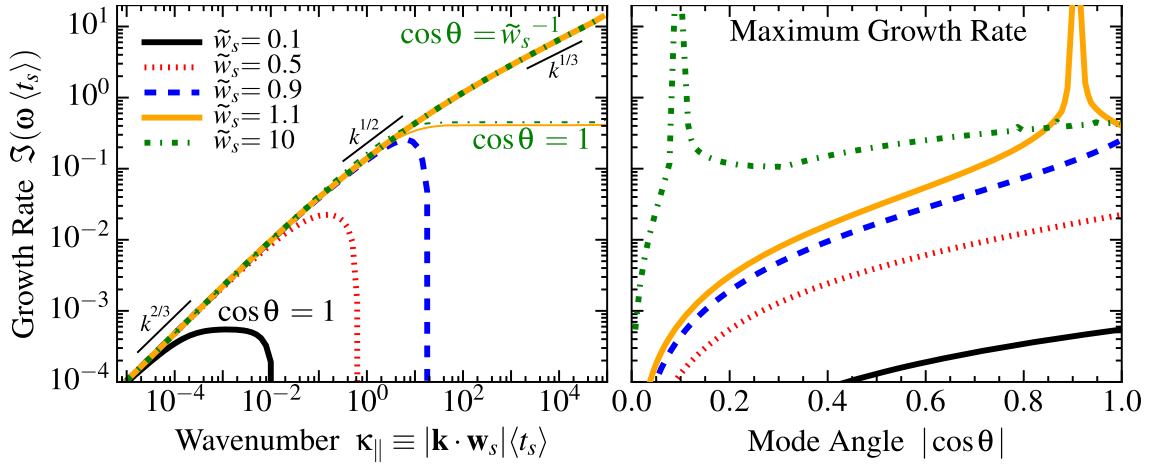 Growth Rate ℑ(ω ⟨tₛ⟩)
10¹
10⁰
10⁻¹
10⁻²
10⁻³
10⁻⁴
w̃ₛ= 0.1
w̃ₛ= 0.5
w̃ₛ= 0.9
w̃ₛ= 1.1
w̃ₛ= 10
cos θ = w̃ₛ⁻¹
k^{1/3}
k^{1/2}
cos θ = 1
k^{2/3}
cos θ = 1
10⁻⁴ 10⁻² 10⁰ 10² 10⁴
Wavenumber κ_∥ ≡ |k · wₛ|⟨tₛ⟩
Maximum Growth Rate
0.0 0.2 0.4 0.6 0.8 1.0
Mode Angle |cos θ|